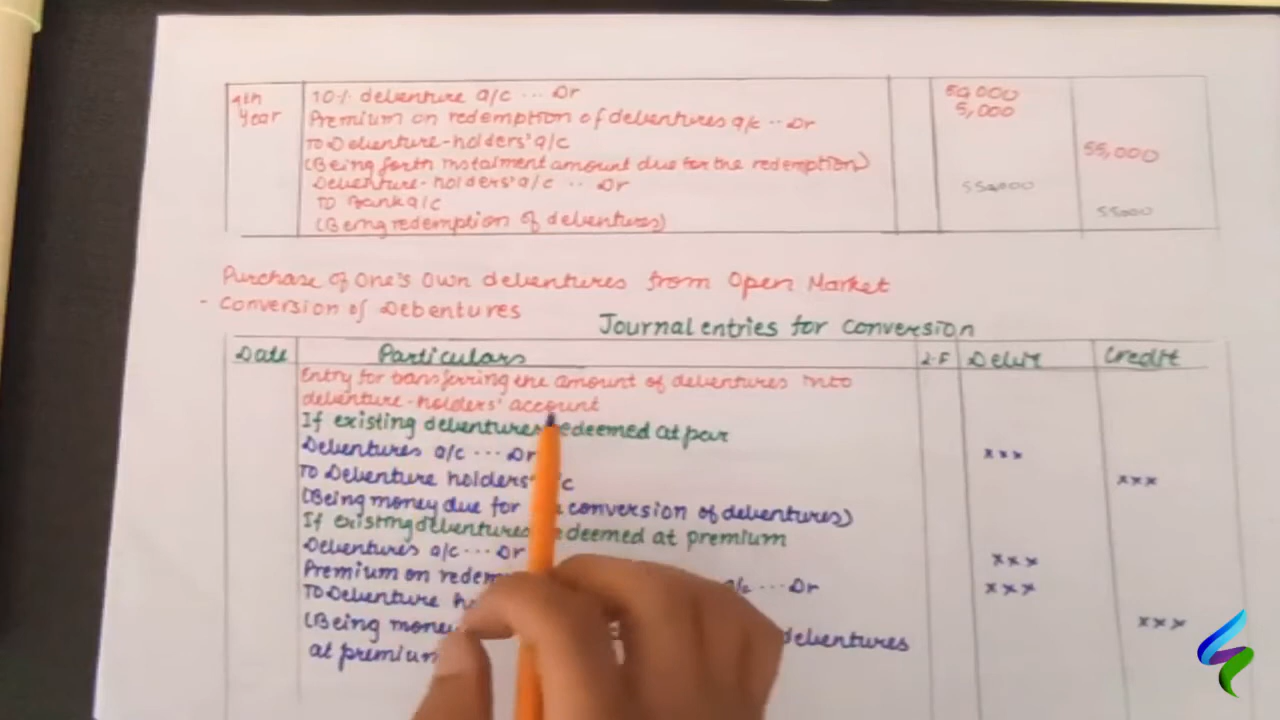 4th 10% debenture a/c ... Dr 50,000
Year Premium on redemption of debentures a/c .. Dr 5,000
To Debenture-holders' a/c 55,000
(Being forth instalment amount due for the redemption)
Debenture-holders' a/c .. Dr 55,000
To Bank a/c 55000
(Being redemption of debentures)
Purchase of One's Own debentures from Open Market
- Conversion of Debentures
Journal entries for conversion
Date Particulars L.F Debit Credit
Entry for transferring the amount of debentures into
debenture-holders' account
If existing debentures redeemed at par
Debentures a/c ... Dr xxx
To Debenture holders' a/c xxx
(Being money due for conversion of debentures)
If existing debentures redeemed at premium
Debentures a/c ... Dr xxx
Premium on a/c ... Dr xxx
To Debenture xxx
(Being money debentures
at premium